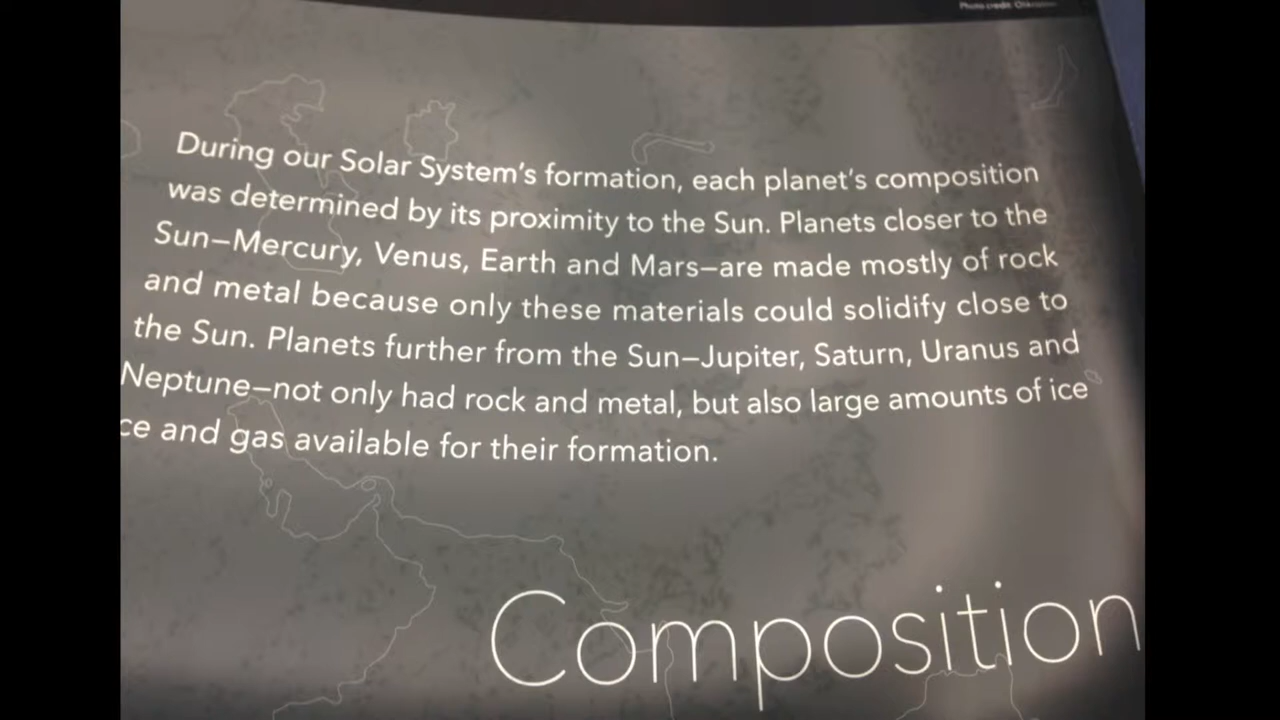 Photo credit:
During our Solar System's formation, each planet's composition
was determined by its proximity to the Sun. Planets closer to the
Sun—Mercury, Venus, Earth and Mars—are made mostly of rock
and metal because only these materials could solidify close to
the Sun. Planets further from the Sun—Jupiter, Saturn, Uranus and
Neptune—not only had rock and metal, but also large amounts of ice
ce and gas available for their formation.
Composition